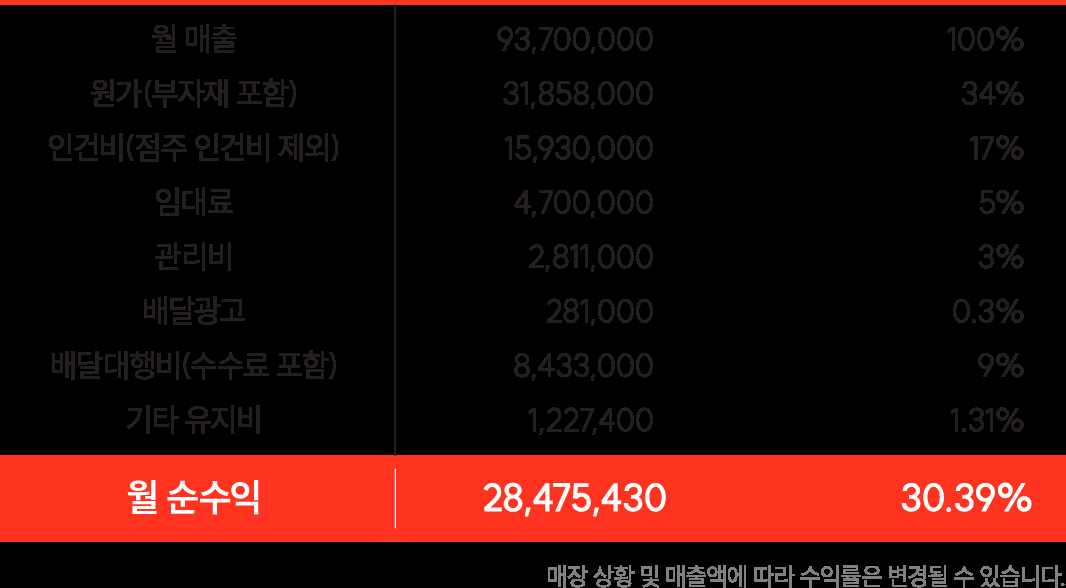 월 매출 93,700,000 100%
원가(부자재 포함) 31,858,000 34%
인건비(점주 인건비 제외) 15,930,000 17%
임대료 4,700,000 5%
관리비 2,811,000 3%
배달광고 281,000 0.3%
배달대행비(수수료 포함) 8,433,000 9%
기타 유지비 1,227,400 1.31%
월 순수익 28,475,430 30.39%
매장 상황 및 매출액에 따라 수익률은 변경될 수 있습니다.